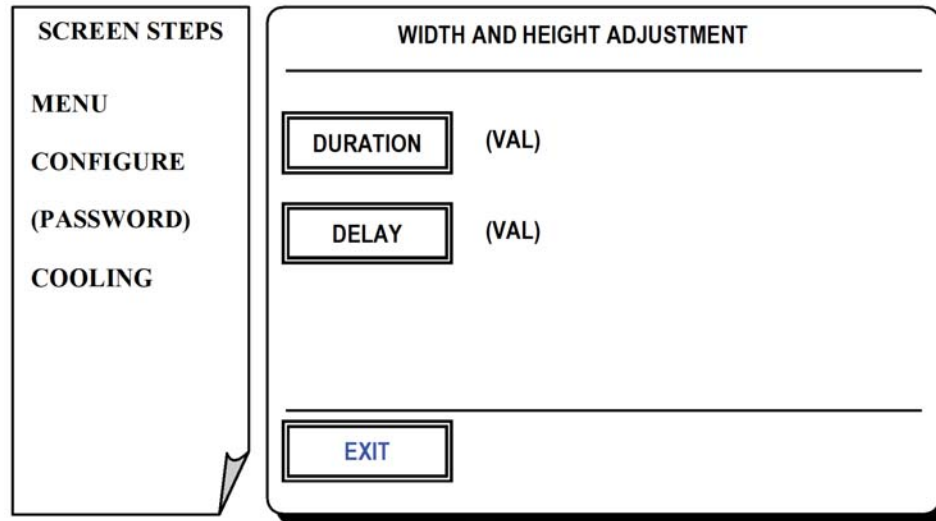 SCREEN STEPS
MENU
CONFIGURE
(PASSWORD)
COOLING
WIDTH AND HEIGHT ADJUSTMENT
DURATION (VAL)
DELAY (VAL)
EXIT